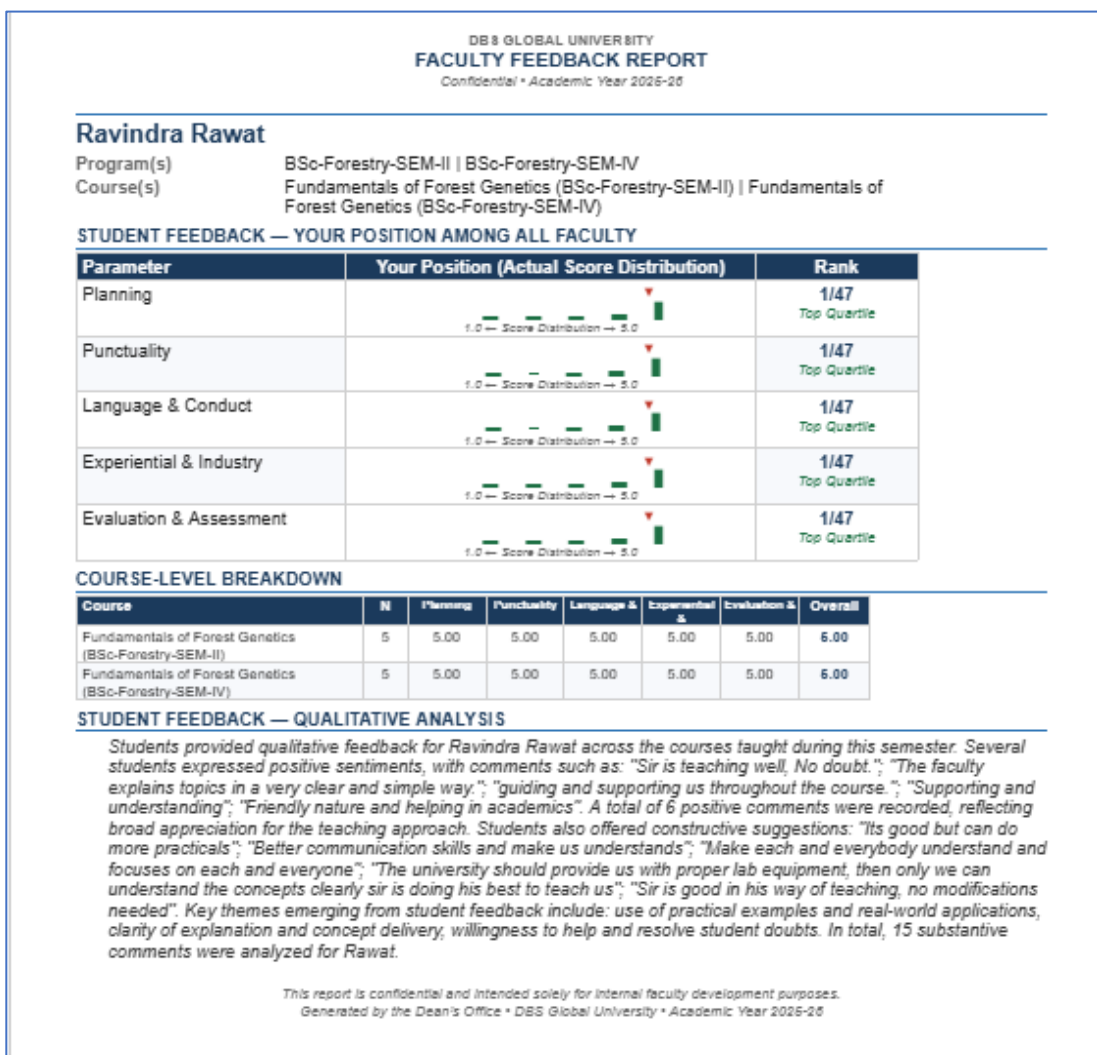 DBS GLOBAL UNIVERSITY
FACULTY FEEDBACK REPORT
Confidential • Academic Year 2025-26
Ravindra Rawat
Program(s) BSc-Forestry-SEM-II | BSc-Forestry-SEM-IV
Course(s) Fundamentals of Forest Genetics (BSc-Forestry-SEM-II) | Fundamentals of
Forest Genetics (BSc-Forestry-SEM-IV)
STUDENT FEEDBACK — YOUR POSITION AMONG ALL FACULTY
Parameter Your Position (Actual Score Distribution) Rank
Planning 1/47
Top Quartile
1.0 ← Score Distribution → 5.0
Punctuality 1/47
Top Quartile
1.0 ← Score Distribution → 5.0
Language & Conduct 1/47
Top Quartile
1.0 ← Score Distribution → 5.0
Experiential & Industry 1/47
Top Quartile
1.0 ← Score Distribution → 5.0
Evaluation & Assessment 1/47
Top Quartile
1.0 ← Score Distribution → 5.0
COURSE-LEVEL BREAKDOWN
Course N Planning Punctuality Language & Experiential & Evaluation & Overall
Fundamentals of Forest Genetics 5 5.00 5.00 5.00 5.00 5.00 5.00
(BSc-Forestry-SEM-II)
Fundamentals of Forest Genetics 5 5.00 5.00 5.00 5.00 5.00 5.00
(BSc-Forestry-SEM-IV)
STUDENT FEEDBACK — QUALITATIVE ANALYSIS
Students provided qualitative feedback for Ravindra Rawat across the courses taught during this semester. Several
students expressed positive sentiments, with comments such as: "Sir is teaching well, No doubt."; "The faculty
explains topics in a very clear and simple way."; "guiding and supporting us throughout the course."; "Supporting and
understanding"; "Friendly nature and helping in academics". A total of 6 positive comments were recorded, reflecting
broad appreciation for the teaching approach. Students also offered constructive suggestions: "Its good but can do
more practicals"; "Better communication skills and make us understands"; "Make each and everybody understand and
focuses on each and everyone"; "The university should provide us with proper lab equipment, then only we can
understand the concepts clearly sir is doing his best to teach us"; "Sir is good in his way of teaching, no modifications
needed". Key themes emerging from student feedback include: use of practical examples and real-world applications,
clarity of explanation and concept delivery, willingness to help and resolve student doubts. In total, 15 substantive
comments were analyzed for Rawat.
This report is confidential and intended solely for internal faculty development purposes.
Generated by the Dean's Office • DBS Global University • Academic Year 2025-26